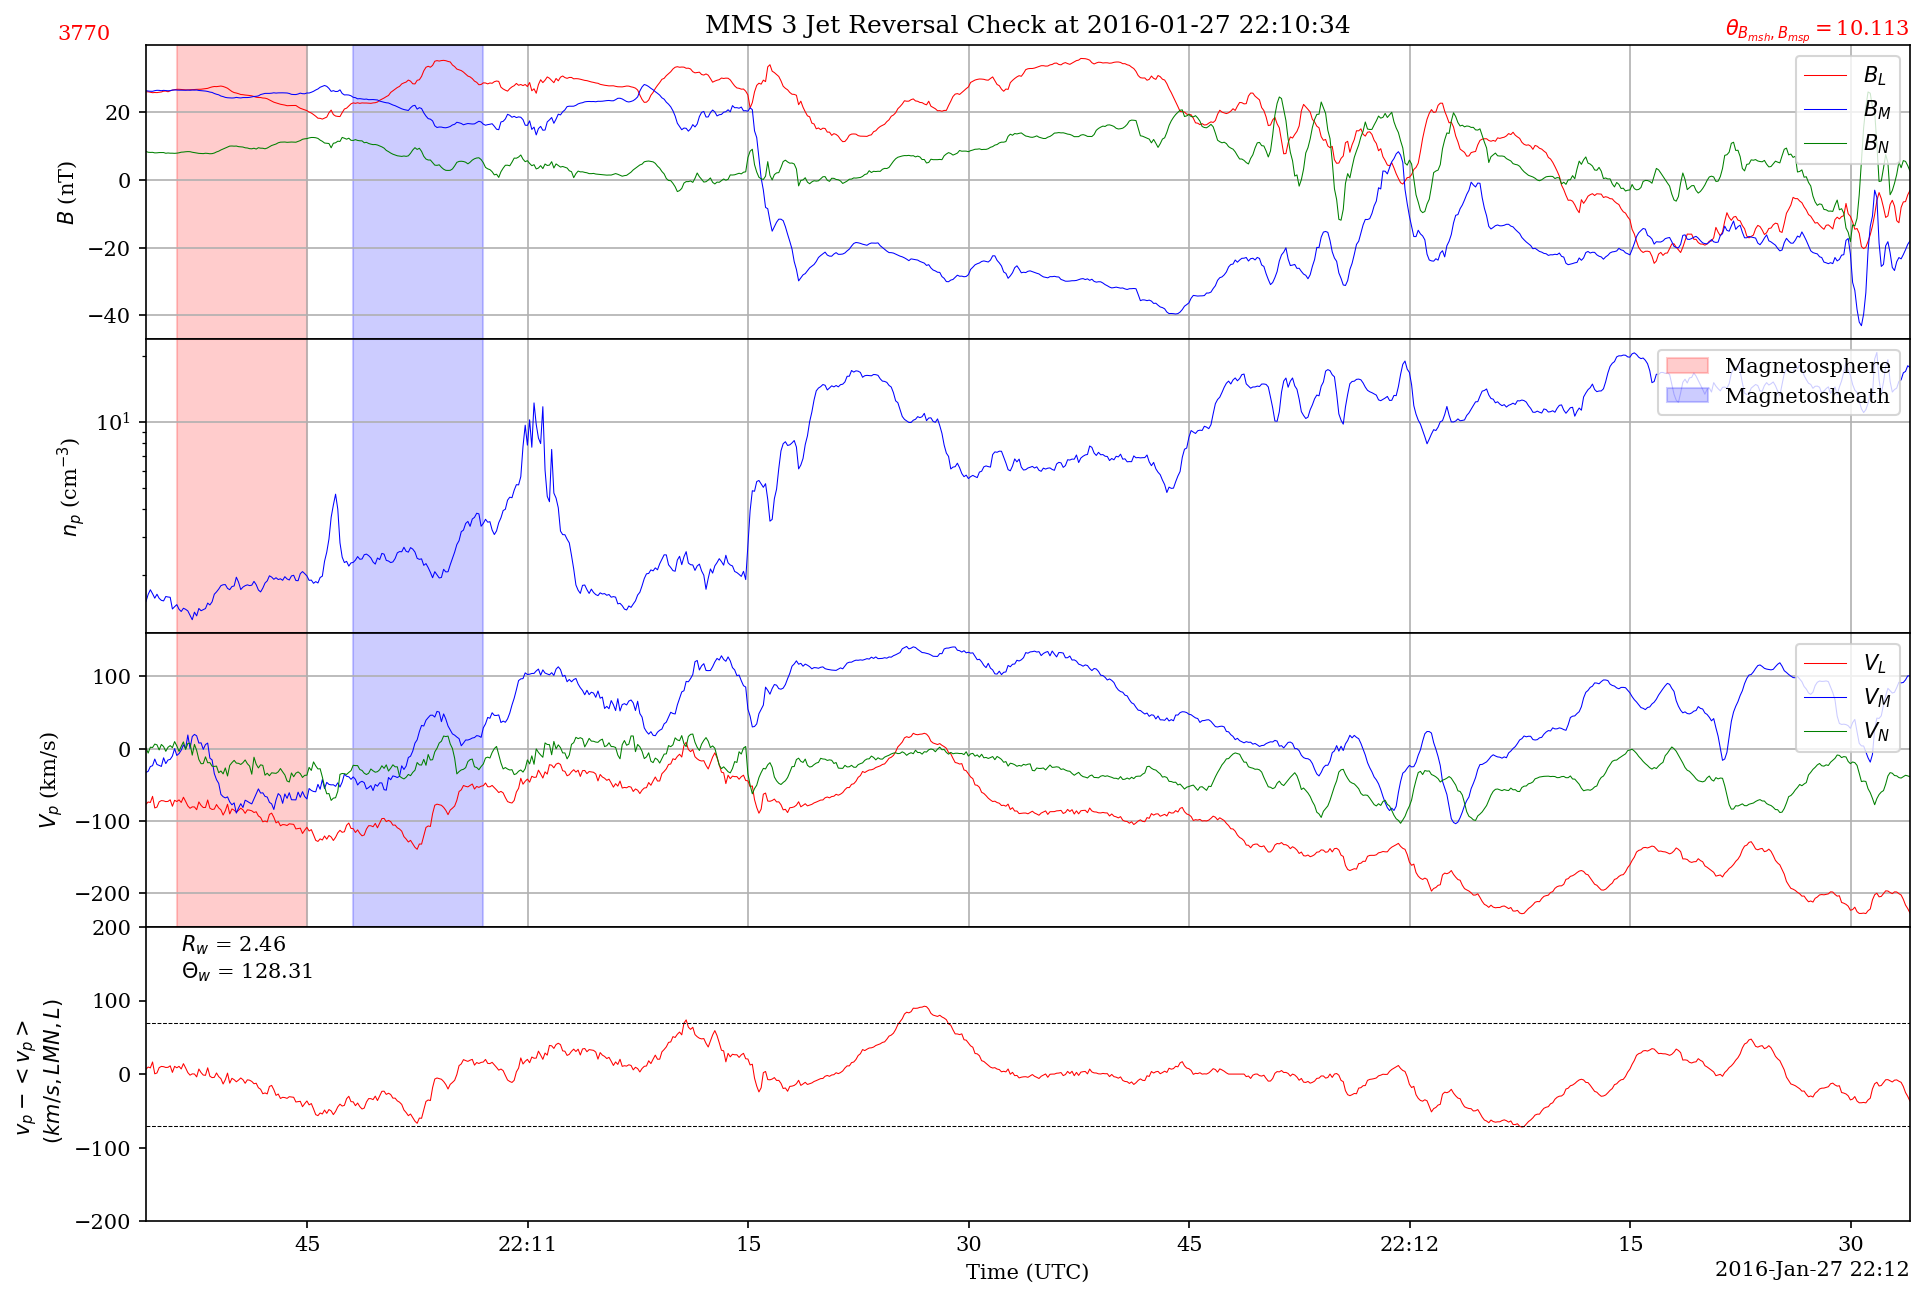 MMS 3 Jet Reversal Check at 2016-01-27 22:10:34
3770
θ_{B_{msh}, B_{msp}} = 10.113
20
0
−20
−40
B (nT)
B_L
B_M
B_N
10^1
n_p (cm^{−3})
Magnetosphere
Magnetosheath
100
0
−100
−200
V_p (km/s)
V_L
V_M
V_N
200
100
0
−100
−200
v_p − < v_p >
(km/s, LMN, L)
R_w = 2.46
Θ_w = 128.31
45
22:11
15
30
45
22:12
15
30
Time (UTC)
2016-Jan-27 22:12